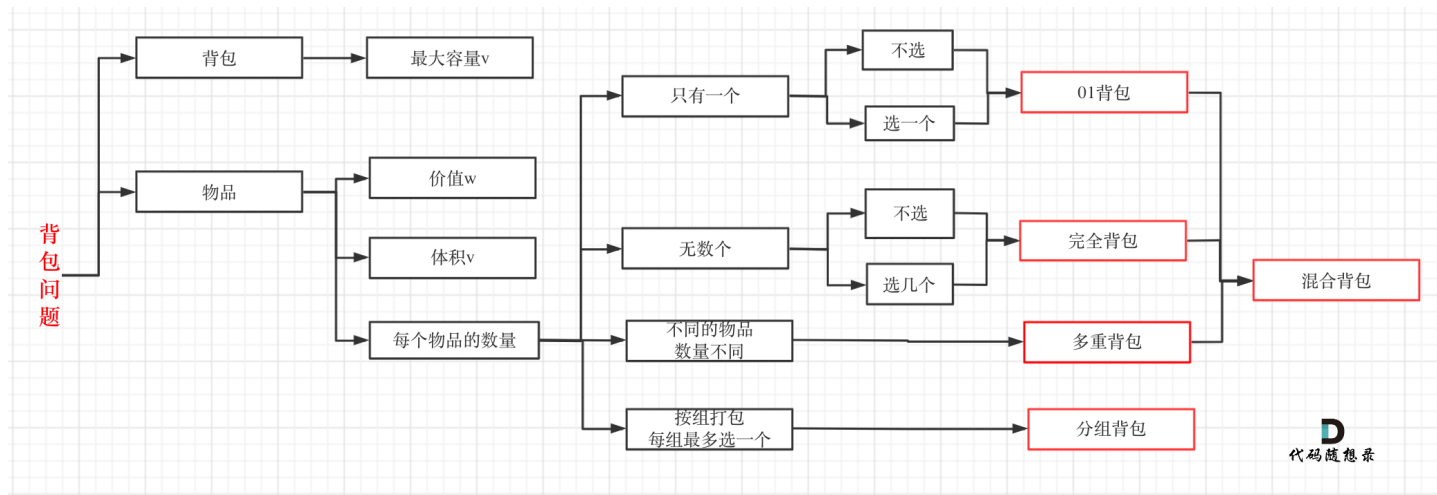 背包问题
背包
最大容量v
物品
价值w
体积v
每个物品的数量
只有一个
不选
选一个
01背包
无数个
不选
选几个
完全背包
不同的物品
数量不同
多重背包
混合背包
按组打包
每组最多选一个
分组背包
代码随想录